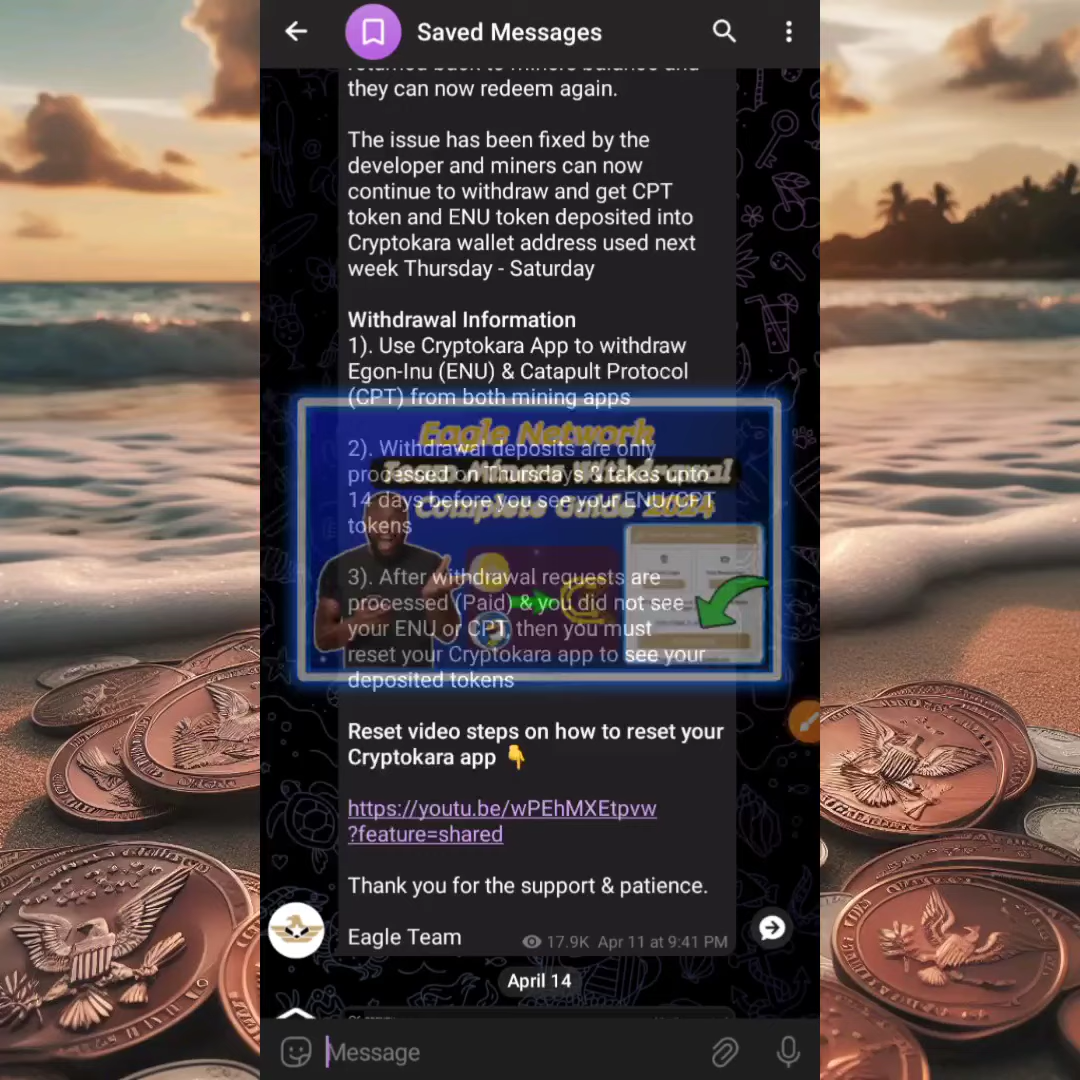 Saved Messages
returned back to miners balance and
they can now redeem again.
The issue has been fixed by the
developer and miners can now
continue to withdraw and get CPT
token and ENU token deposited into
Cryptokara wallet address used next
week Thursday - Saturday
Withdrawal Information
1). Use Cryptokara App to withdraw
Egon-Inu (ENU) & Catapult Protocol
(CPT) from both mining apps
Eagle Network
2). Withdrawal deposits are only
Team Miners Withdrawal
processed on Thursdays & takes upto
14 days before you see your ENU/CPT
Complete Guide 2024
tokens
3). After withdrawal requests are
processed (Paid) & you did not see
your ENU or CPT, then you must
reset your Cryptokara app to see your
deposited tokens
Reset video steps on how to reset your
Cryptokara app 👇
https://youtu.be/wPEhMXEtpvw
?feature=shared
Thank you for the support & patience.
Eagle Team
17.9K Apr 11 at 9:41 PM
April 14
Message